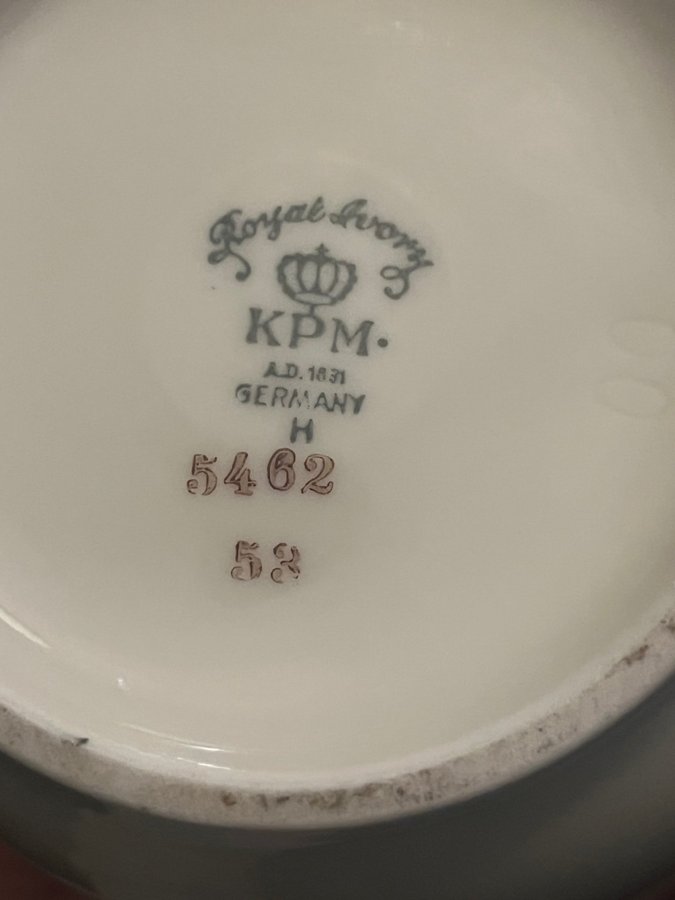 Royal Ivory
KPM.
A.D. 1831
GERMANY
H
5462
53